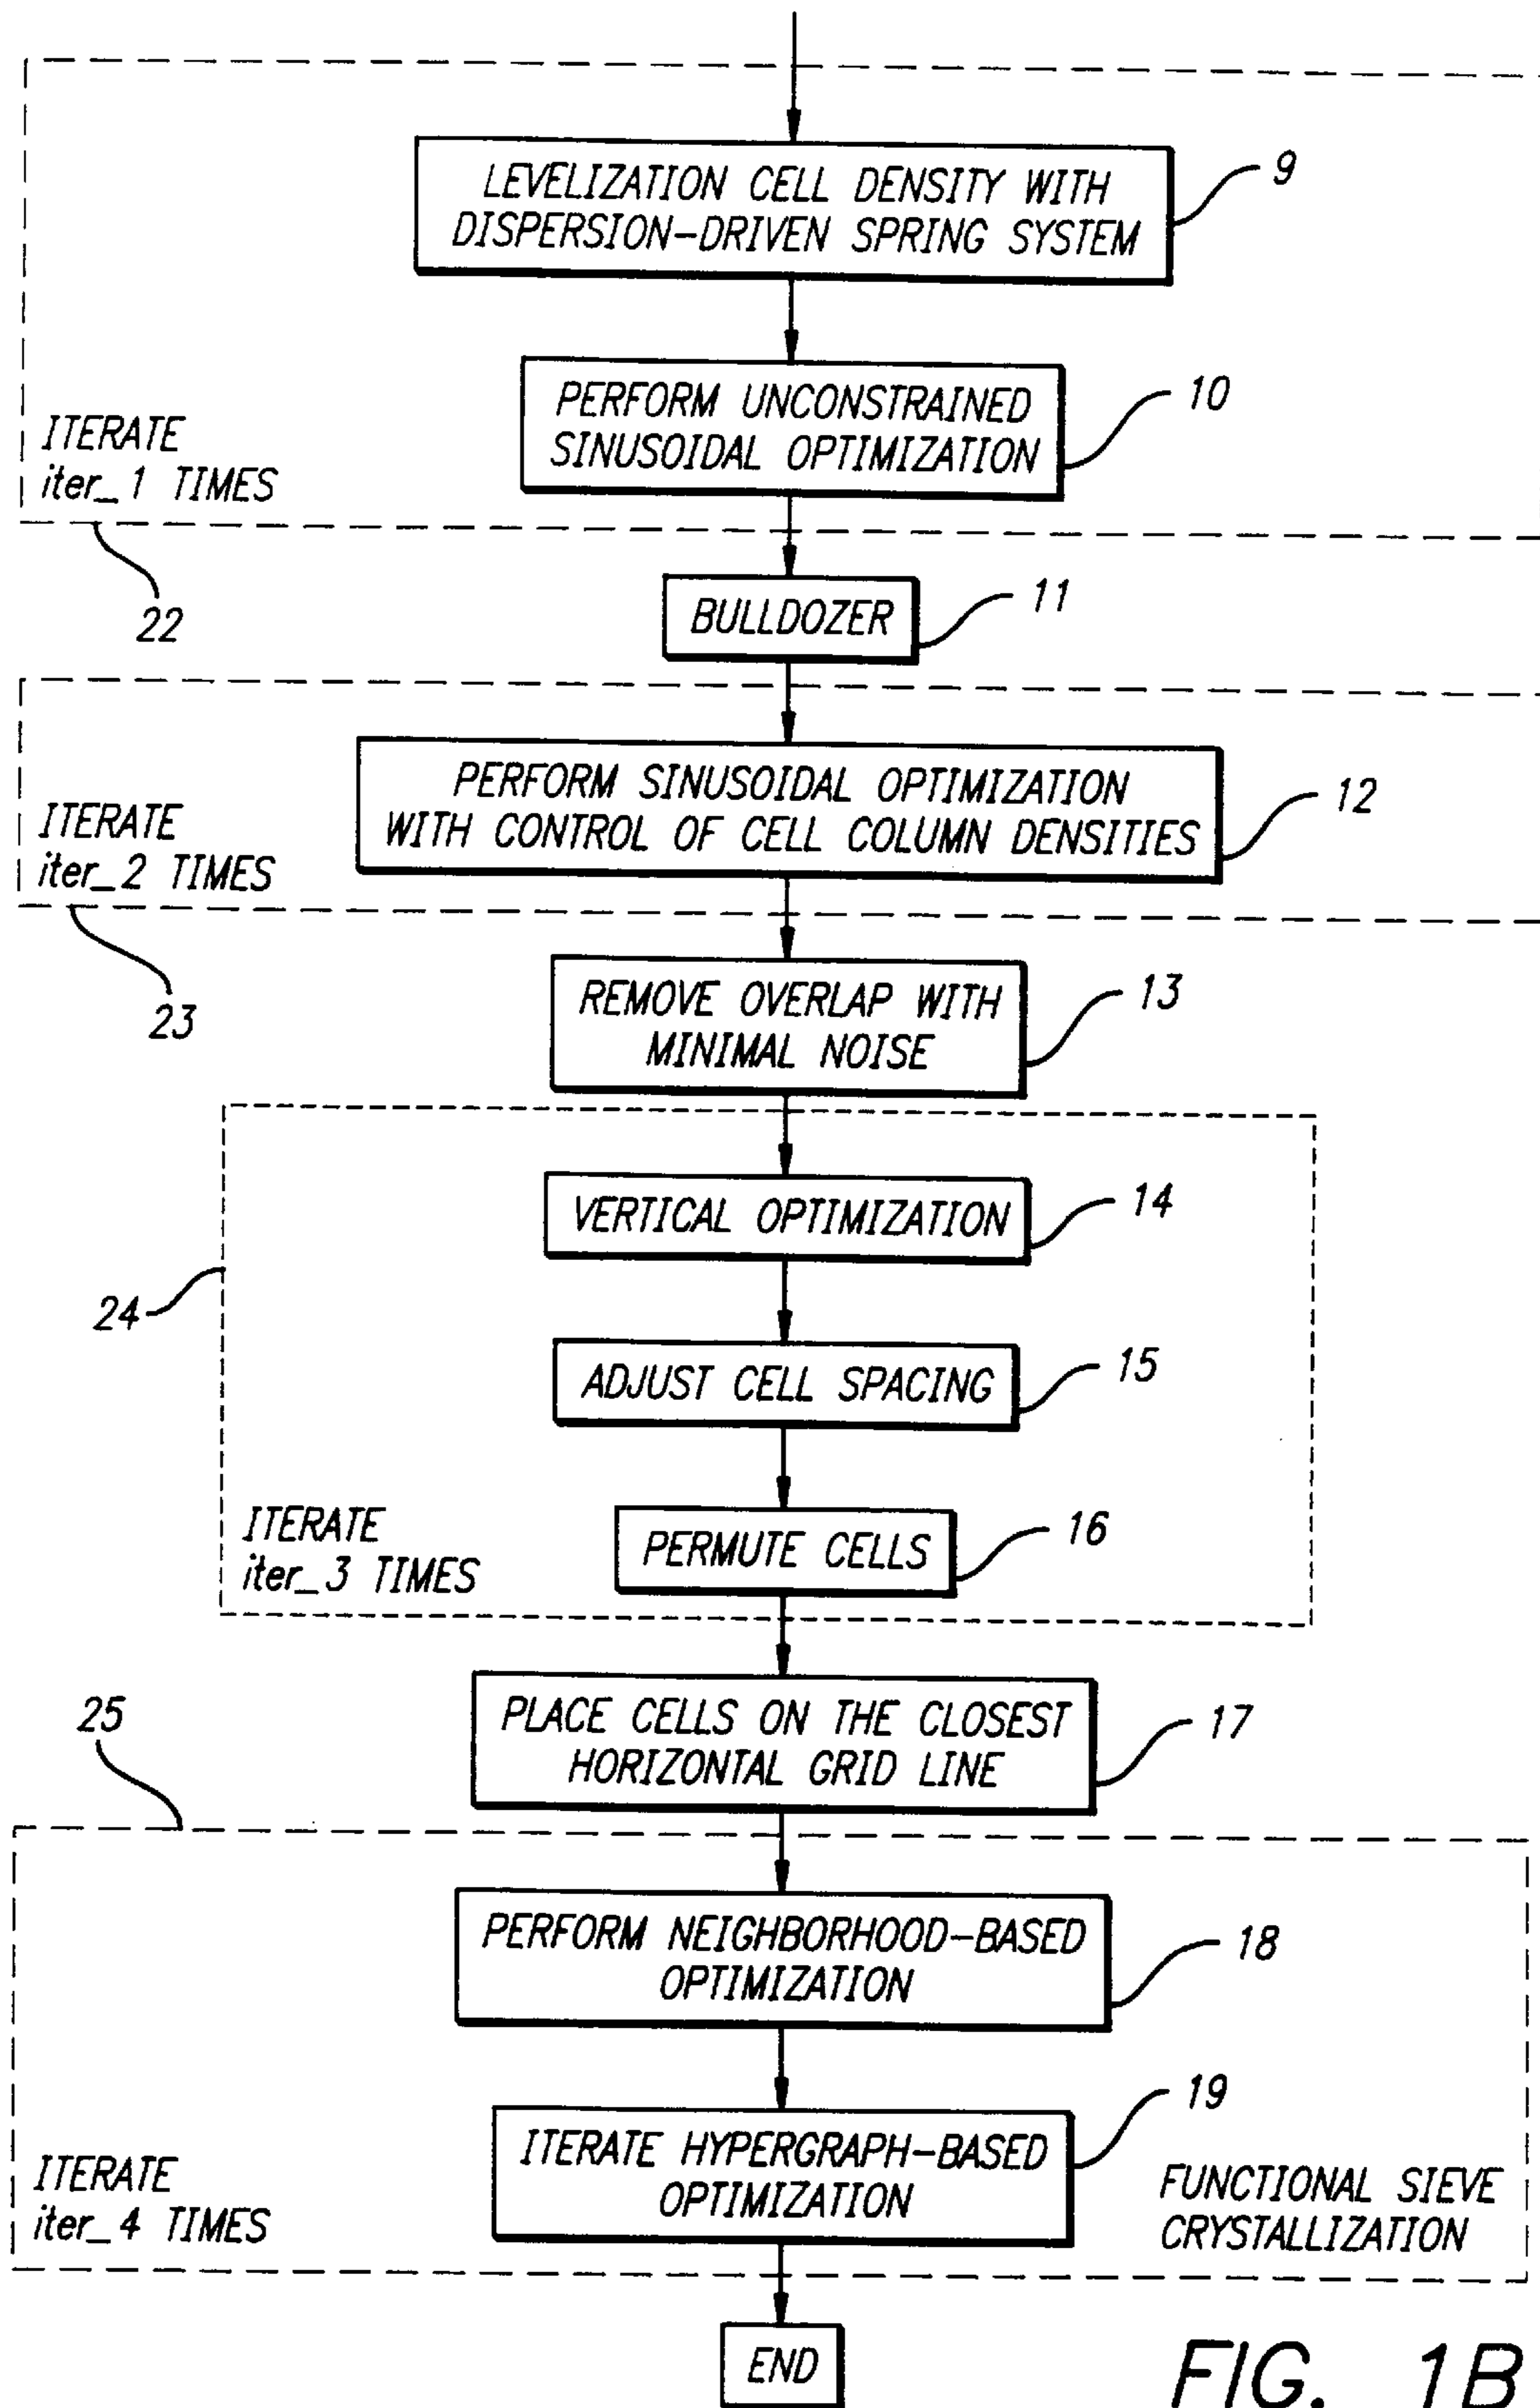 LEVELIZATION CELL DENSITY WITH
DISPERSION-DRIVEN SPRING SYSTEM
9
PERFORM UNCONSTRAINED
SINUSOIDAL OPTIMIZATION
10
ITERATE
iter_1 TIMES
22
BULLDOZER
11
PERFORM SINUSOIDAL OPTIMIZATION
WITH CONTROL OF CELL COLUMN DENSITIES
12
ITERATE
iter_2 TIMES
23
REMOVE OVERLAP WITH
MINIMAL NOISE
13
VERTICAL OPTIMIZATION
14
24
ADJUST CELL SPACING
15
PERMUTE CELLS
16
ITERATE
iter_3 TIMES
PLACE CELLS ON THE CLOSEST
HORIZONTAL GRID LINE
17
25
PERFORM NEIGHBORHOOD-BASED
OPTIMIZATION
18
ITERATE HYPERGRAPH-BASED
OPTIMIZATION
19
ITERATE
iter_4 TIMES
FUNCTIONAL SIEVE
CRYSTALLIZATION
END
FIG. 1B